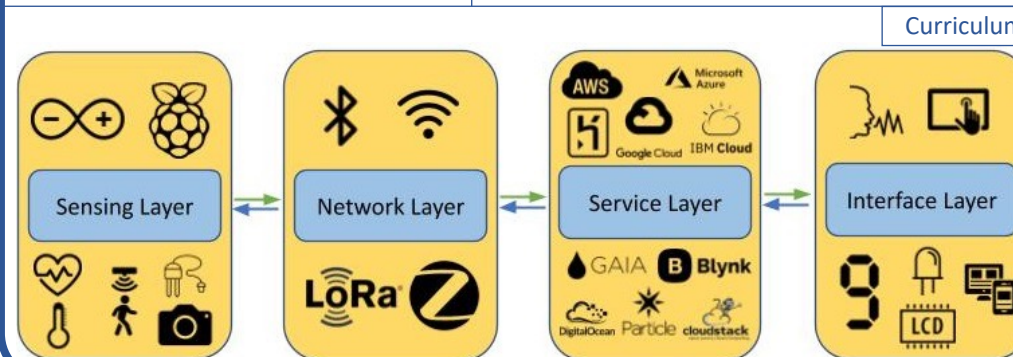 Curriculum
AWS
Microsoft
Azure
Google Cloud
IBM Cloud
Sensing Layer
Network Layer
Service Layer
Interface Layer
LoRa
GAIA
B Blynk
DigitalOcean
Particle
cloudstack
9
LCD